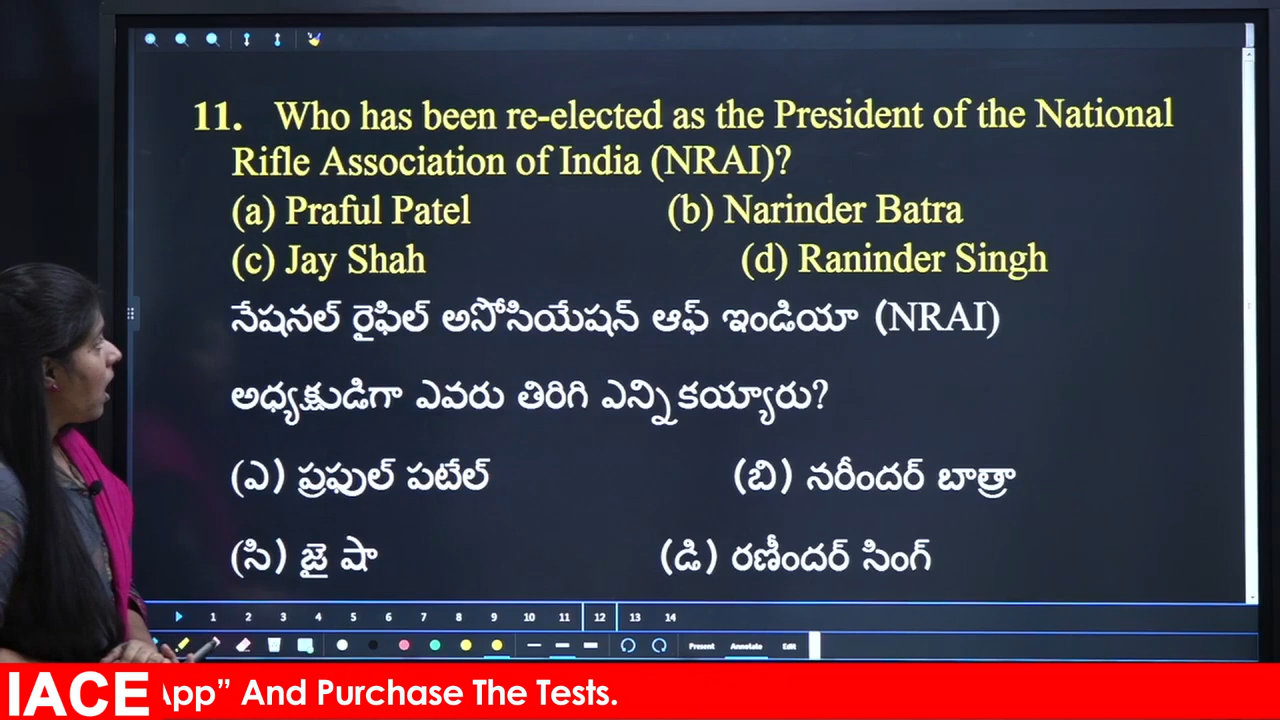 11. Who has been re-elected as the President of the National
Rifle Association of India (NRAI)?
(a) Praful Patel (b) Narinder Batra
(c) Jay Shah (d) Raninder Singh
నేషనల్ రైఫిల్ అసోసియేషన్ ఆఫ్ ఇండియా (NRAI)
అధ్యక్షుడిగా ఎవరు తిరిగి ఎన్నికయ్యారు?
(ఎ) ప్రఫుల్ పటేల్ (బి) నరీందర్ బాత్రా
(సి) జై షా (డి) రణీందర్ సింగ్
1 2 3 4 5 6 7 8 9 10 11 12 13 14
Present Annotate Edit
IACE App” And Purchase The Tests.